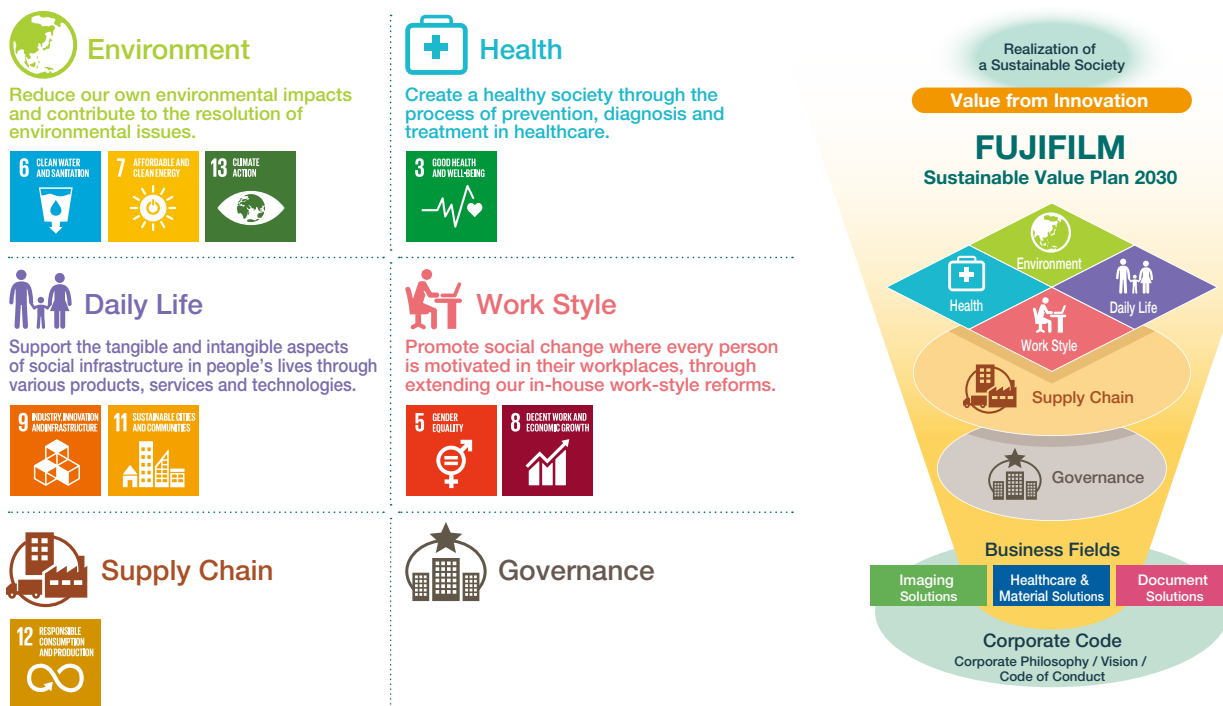 Environment
Reduce our own environmental impacts
and contribute to the resolution of
environmental issues.
6 CLEAN WATER
AND SANITATION
7 AFFORDABLE AND
CLEAN ENERGY
13 CLIMATE
ACTION
Health
Create a healthy society through the
process of prevention, diagnosis and
treatment in healthcare.
3 GOOD HEALTH
AND WELL-BEING
Daily Life
Support the tangible and intangible aspects
of social infrastructure in people's lives through
various products, services and technologies.
9 INDUSTRY, INNOVATION
AND INFRASTRUCTURE
11 SUSTAINABLE CITIES
AND COMMUNITIES
Work Style
Promote social change where every person
is motivated in their workplaces, through
extending our in-house work-style reforms.
5 GENDER
EQUALITY
8 DECENT WORK AND
ECONOMIC GROWTH
Supply Chain
12 RESPONSIBLE
CONSUMPTION
AND PRODUCTION
Governance
Realization of
a Sustainable Society
Value from Innovation
FUJIFILM
Sustainable Value Plan 2030
Environment
Health
Daily Life
Work Style
Supply Chain
Governance
Business Fields
Imaging
Solutions
Healthcare &
Material Solutions
Document
Solutions
Corporate Code
Corporate Philosophy / Vision /
Code of Conduct